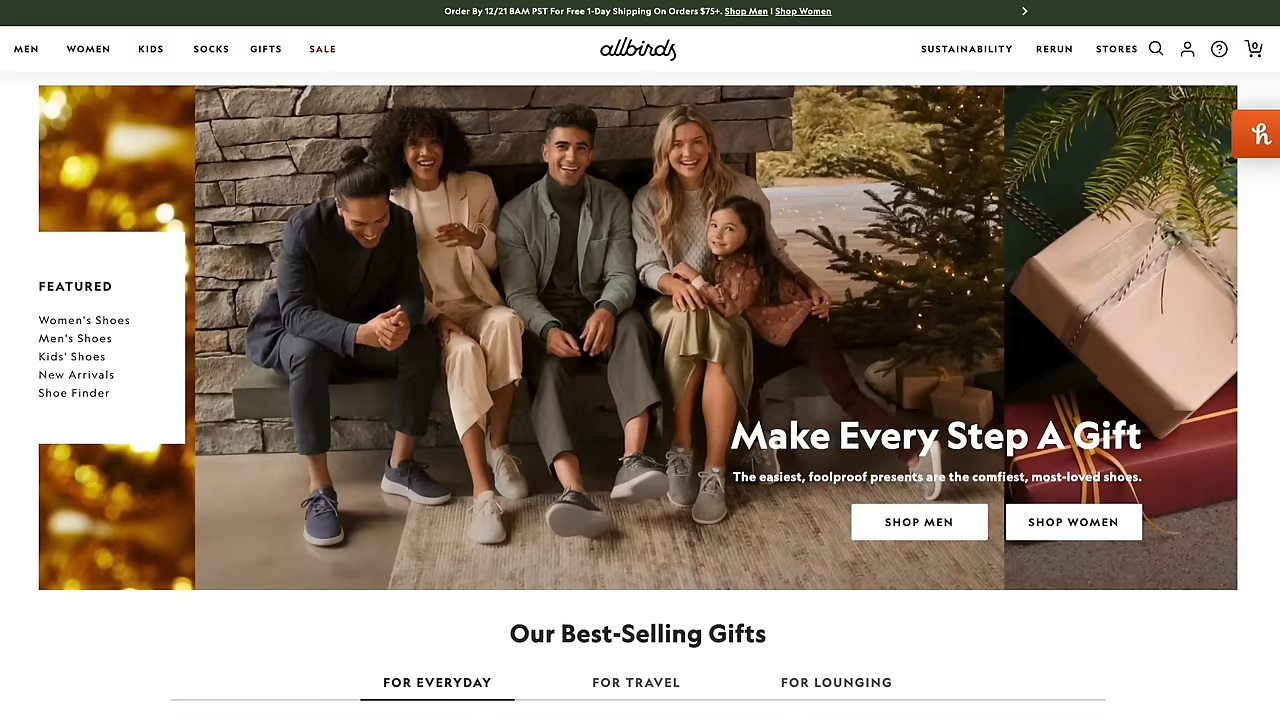 Order By 12/21 8AM PST For Free 1-Day Shipping On Orders $75+. Shop Men | Shop Women
MEN WOMEN KIDS SOCKS GIFTS SALE
allbirds
SUSTAINABILITY RERUN STORES
0
h
FEATURED
Women's Shoes
Men's Shoes
Kids' Shoes
New Arrivals
Shoe Finder
Make Every Step A Gift
The easiest, foolproof presents are the comfiest, most-loved shoes.
SHOP MEN SHOP WOMEN
Our Best-Selling Gifts
FOR EVERYDAY FOR TRAVEL FOR LOUNGING